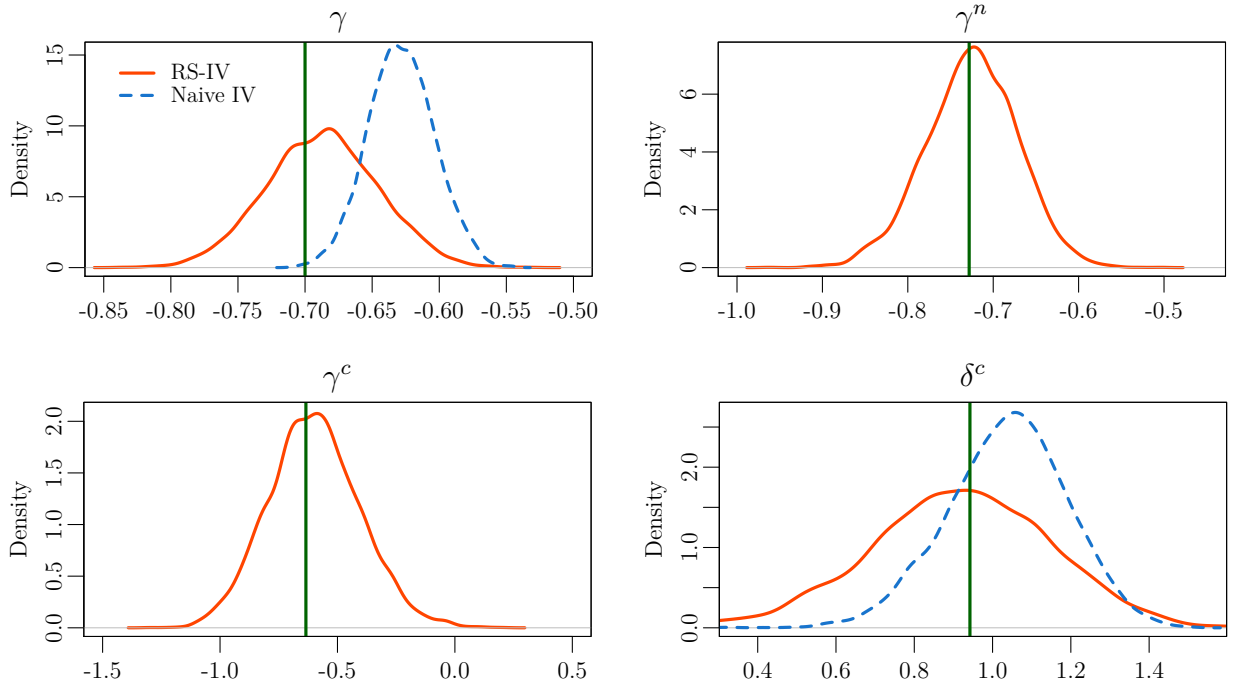 γ
γⁿ
RS-IV
Naive IV
Density
0 5 10 15
-0.85 -0.80 -0.75 -0.70 -0.65 -0.60 -0.55 -0.50
Density
0 2 4 6
-1.0 -0.9 -0.8 -0.7 -0.6 -0.5
γᶜ
δᶜ
Density
0.0 0.5 1.0 1.5 2.0
-1.5 -1.0 -0.5 0.0 0.5
Density
0.0 1.0 2.0
0.4 0.6 0.8 1.0 1.2 1.4